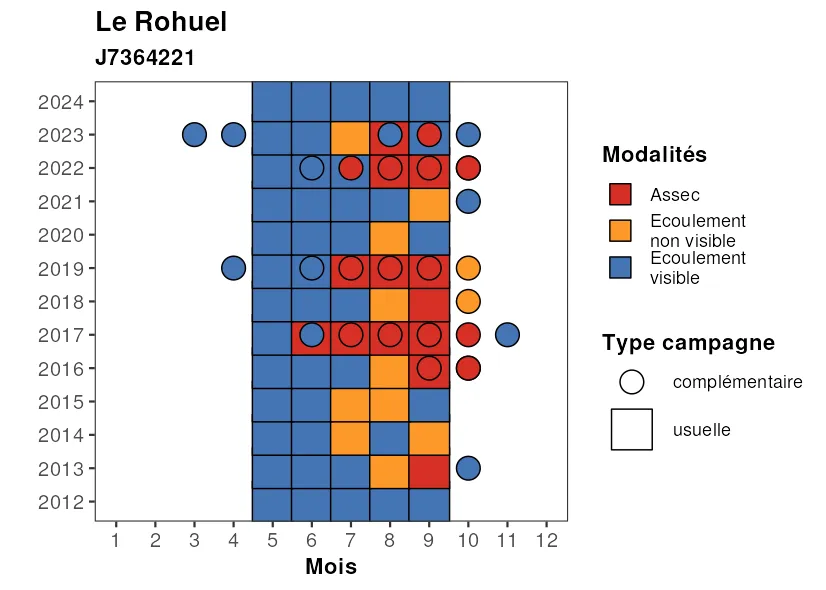 Le Rohuel
J7364221
2024
2023
2022
2021
2020
2019
2018
2017
2016
2015
2014
2013
2012
1 2 3 4 5 6 7 8 9 10 11 12
Mois
Modalités
Assec
Ecoulement
non visible
Ecoulement
visible
Type campagne
complémentaire
usuelle